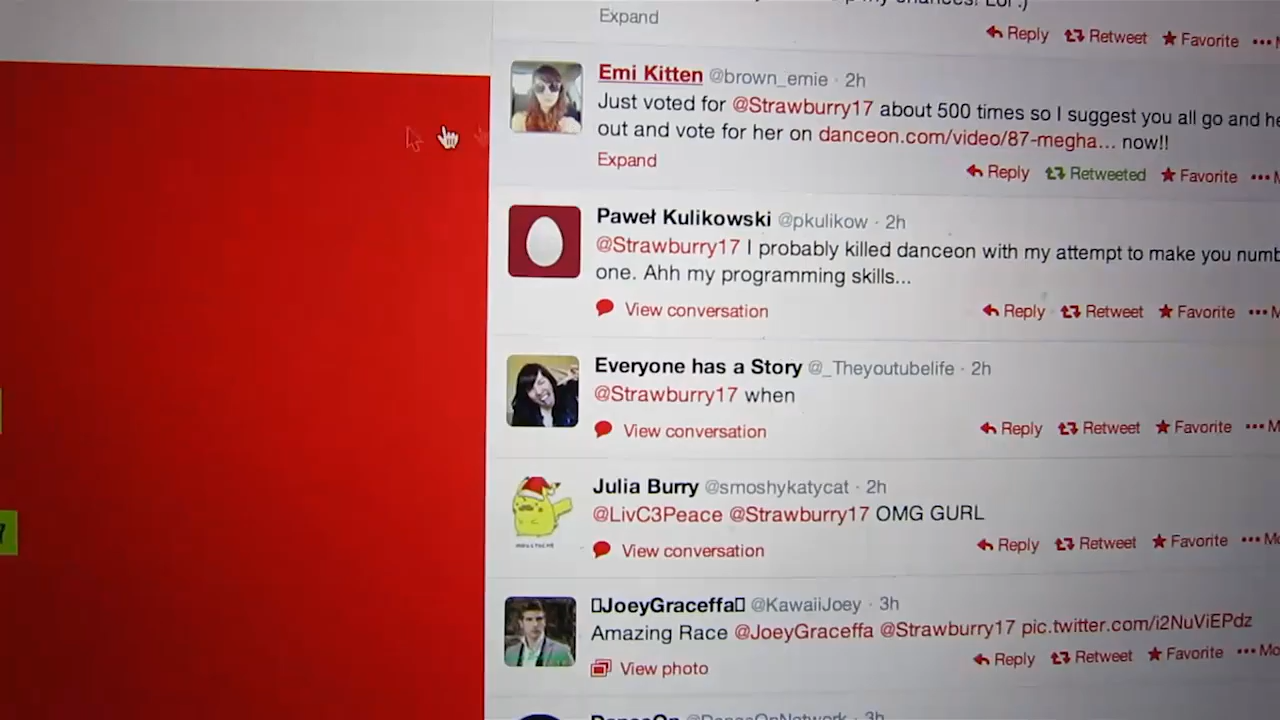 Expand
Reply Retweet Favorite
Emi Kitten @brown_emie · 2h
Just voted for @Strawburry17 about 500 times so I suggest you all go and he
out and vote for her on danceon.com/video/87-megha... now!!
Expand
Reply Retweeted Favorite
Paweł Kulikowski @pkulikow · 2h
@Strawburry17 I probably killed danceon with my attempt to make you numb
one. Ahh my programming skills...
View conversation
Reply Retweet Favorite
Everyone has a Story @_Theyoutubelife · 2h
@Strawburry17 when
View conversation
Reply Retweet Favorite
Julia Burry @smoshykatycat · 2h
@LivC3Peace @Strawburry17 OMG GURL
View conversation
Reply Retweet Favorite Mo
JoeyGraceffa @KawaiiJoey · 3h
Amazing Race @JoeyGraceffa @Strawburry17 pic.twitter.com/i2NuViEPdz
View photo
Reply Retweet Favorite Mo
DanceOn @DanceOnNetwork · 3h